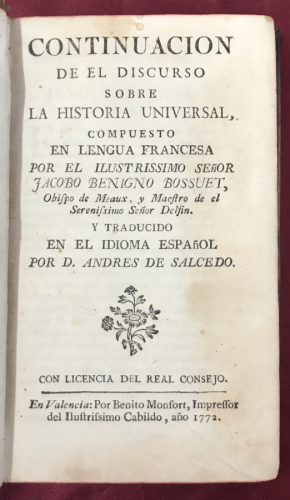 CONTINUACION
DE EL DISCURSO
SOBRE
LA HISTORIA UNIVERSAL,
COMPUESTO
EN LENGUA FRANCESA
POR EL ILUSTRISSIMO SEñOR
JACOBO BENIGNO BOSSUET,
Obiſpo de Meaux, y Maeſtro de el
Sereniſsimo Señor Delfin.
Y TRADUCIDO
EN EL IDIOMA ESPAñOL
POR D. ANDRES DE SALCEDO.
CON LICENCIA DEL REAL CONSEJO.
En Valencia: Por Benito Monfort, Impreſſor
del Iluſtriſsimo Cabildo, año 1772.